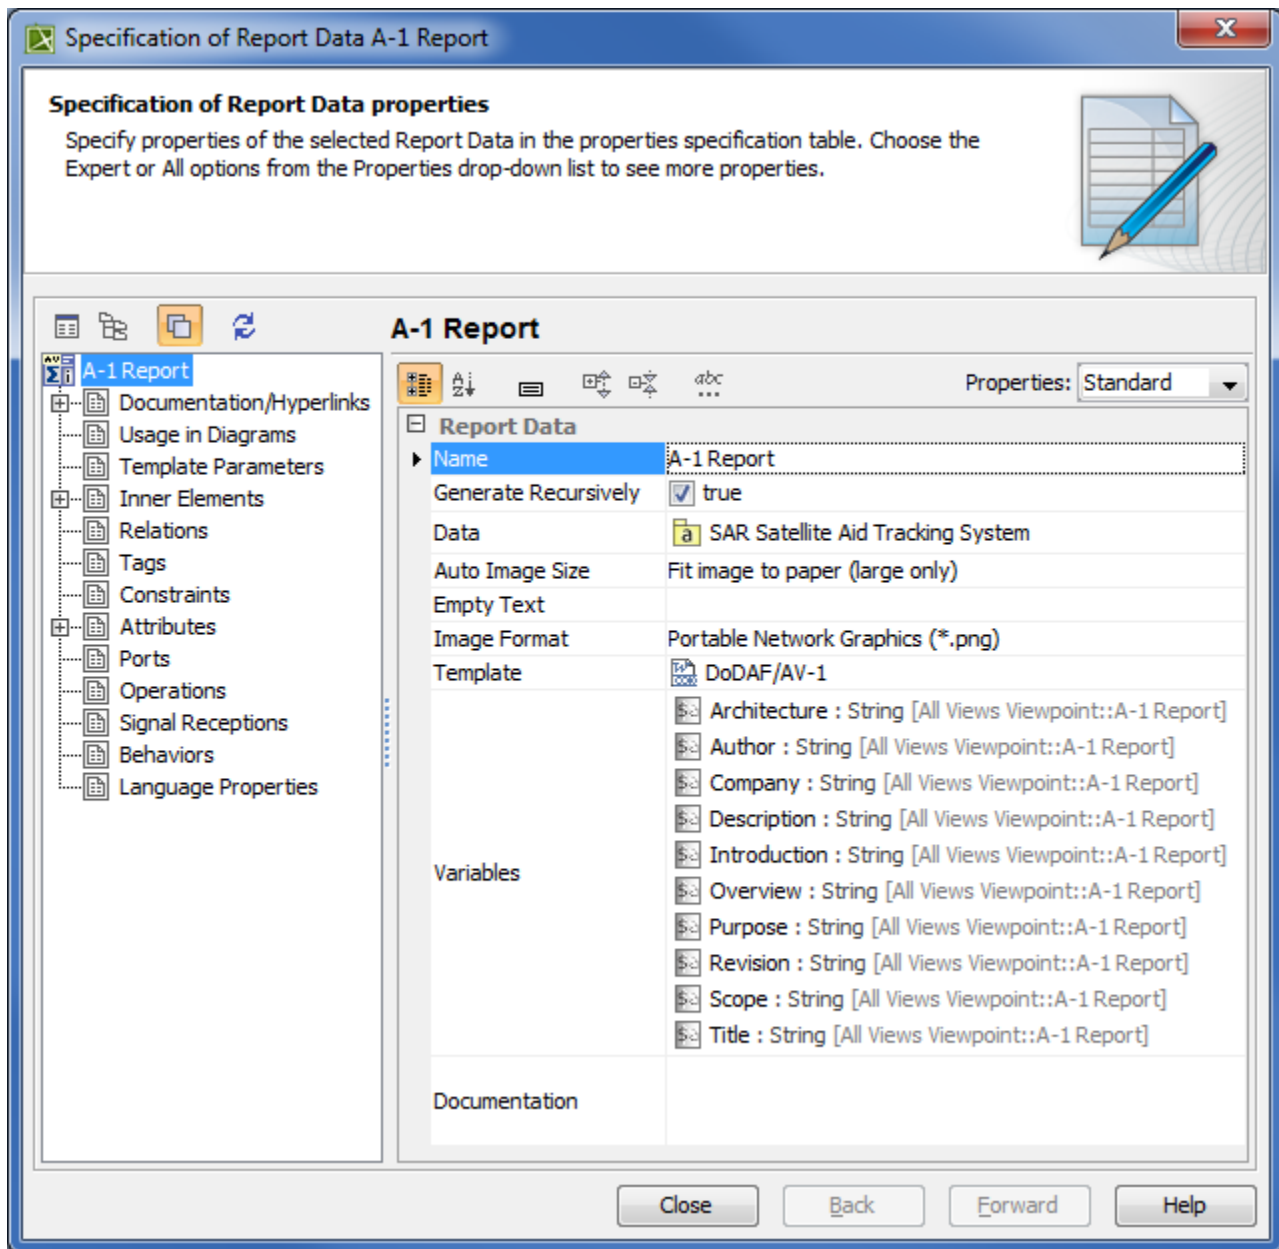 Specification of Report Data A-1 Report
Specification of Report Data properties
Specify properties of the selected Report Data in the properties specification table. Choose the
Expert or All options from the Properties drop-down list to see more properties.
A-1 Report
A-1 Report
Documentation/Hyperlinks
Usage in Diagrams
Template Parameters
Inner Elements
Relations
Tags
Constraints
Attributes
Ports
Operations
Signal Receptions
Behaviors
Language Properties
Properties: Standard
Report Data
Name A-1 Report
Generate Recursively true
Data SAR Satellite Aid Tracking System
Auto Image Size Fit image to paper (large only)
Empty Text
Image Format Portable Network Graphics (*.png)
Template DoDAF/AV-1
Variables
Architecture : String [All Views Viewpoint::A-1 Report]
Author : String [All Views Viewpoint::A-1 Report]
Company : String [All Views Viewpoint::A-1 Report]
Description : String [All Views Viewpoint::A-1 Report]
Introduction : String [All Views Viewpoint::A-1 Report]
Overview : String [All Views Viewpoint::A-1 Report]
Purpose : String [All Views Viewpoint::A-1 Report]
Revision : String [All Views Viewpoint::A-1 Report]
Scope : String [All Views Viewpoint::A-1 Report]
Title : String [All Views Viewpoint::A-1 Report]
Documentation
Close Back Forward Help